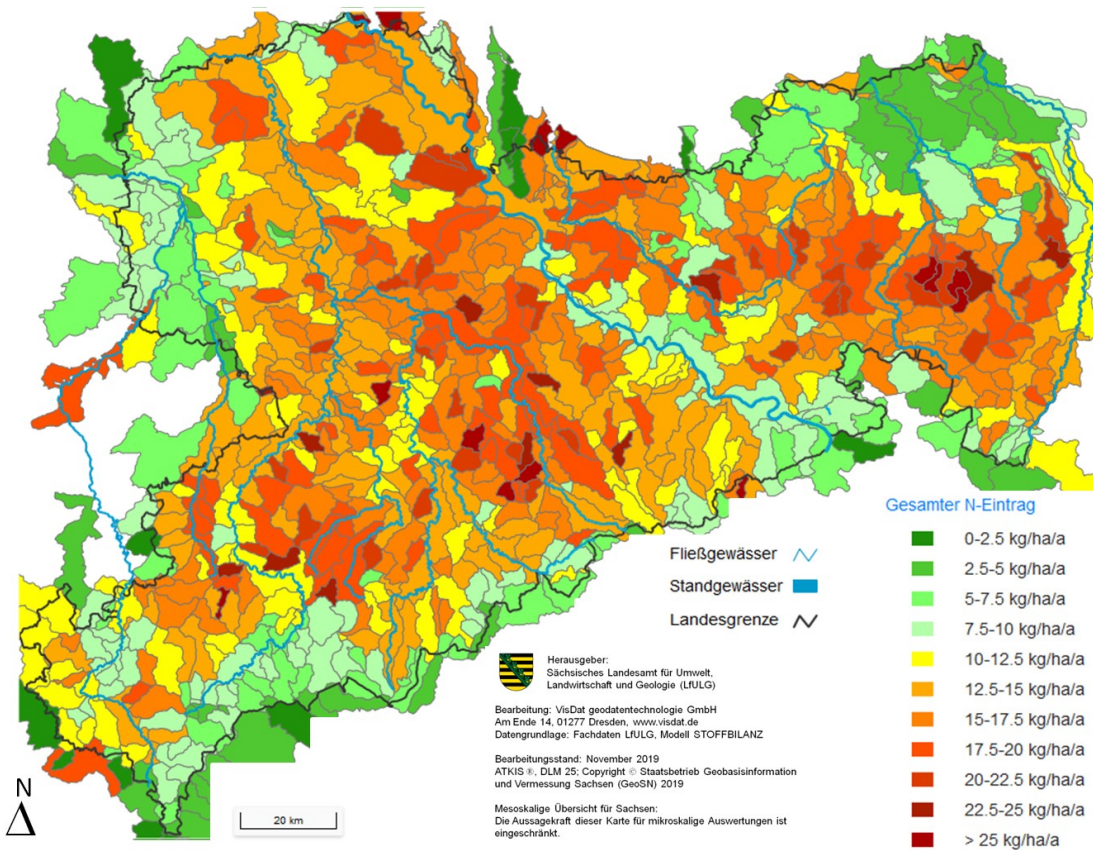 Gesamter N-Eintrag
0-2.5 kg/ha/a
2.5-5 kg/ha/a
5-7.5 kg/ha/a
7.5-10 kg/ha/a
10-12.5 kg/ha/a
12.5-15 kg/ha/a
15-17.5 kg/ha/a
17.5-20 kg/ha/a
20-22.5 kg/ha/a
22.5-25 kg/ha/a
> 25 kg/ha/a
Fließgewässer
Standgewässer
Landesgrenze
Herausgeber:
Sächsisches Landesamt für Umwelt,
Landwirtschaft und Geologie (LfULG)
Bearbeitung: VisDat geodatentechnologie GmbH
Am Ende 14, 01277 Dresden, www.visdat.de
Datengrundlage: Fachdaten LfULG, Modell STOFFBILANZ
Bearbeitungsstand: November 2019
ATKIS ®, DLM 25; Copyright © Staatsbetrieb Geobasisinformation
und Vermessung Sachsen (GeoSN) 2019
Mesoskalige Übersicht für Sachsen:
Die Aussagekraft dieser Karte für mikroskalige Auswertungen ist
eingeschränkt.
N
20 km